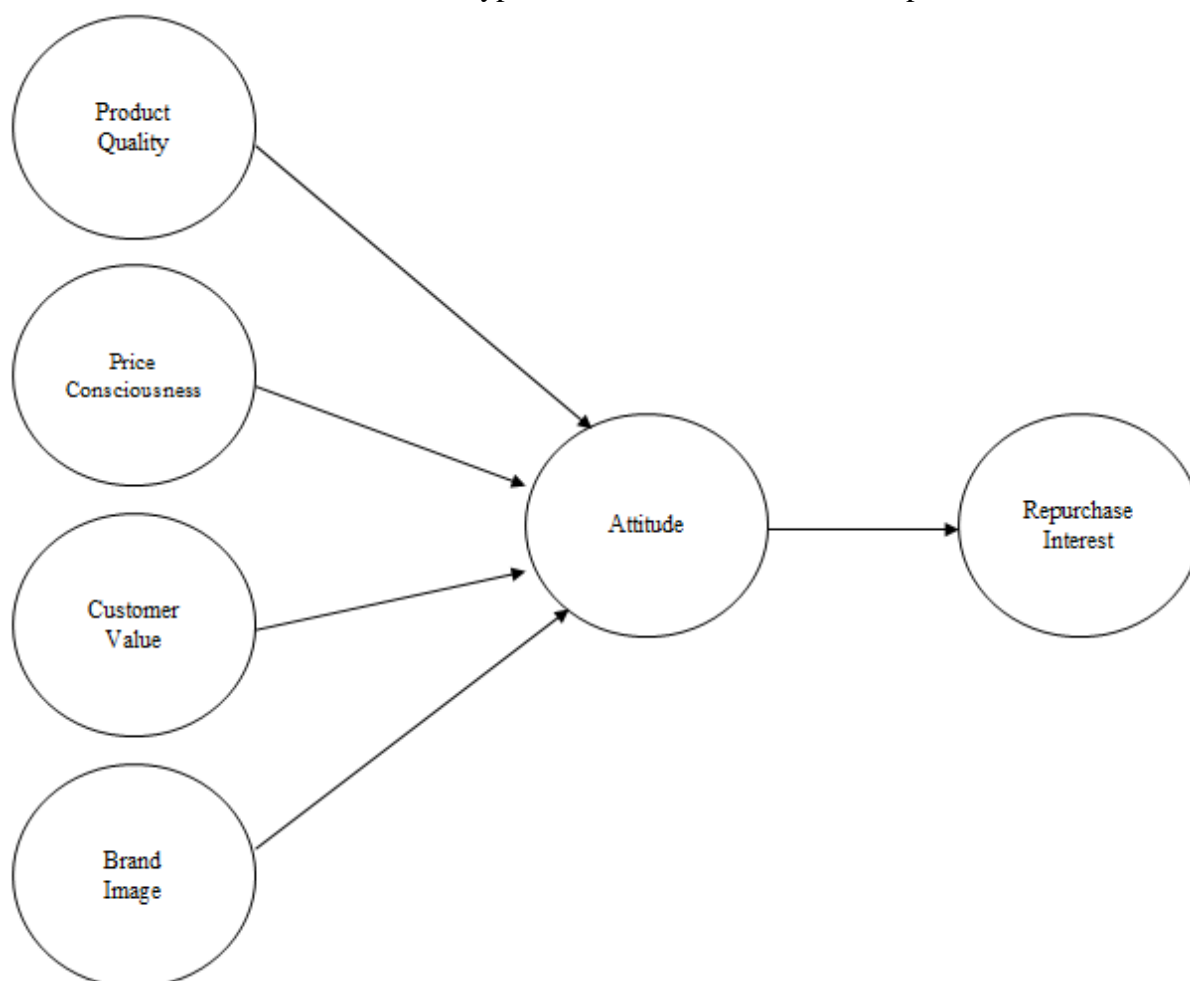 Product
Quality
Price
Consciousness
Attitude
Repurchase
Interest
Customer
Value
Brand
Image